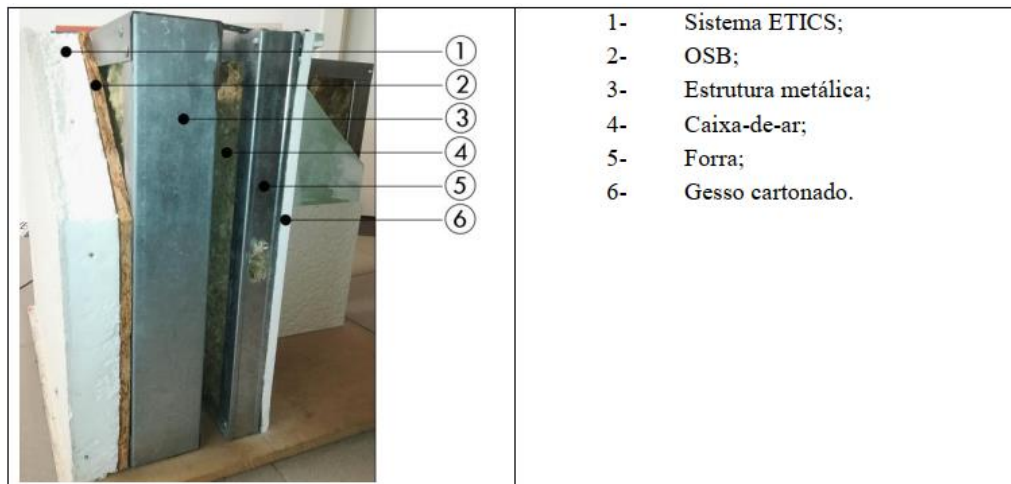 1
2
3
4
5
6
1- Sistema ETICS;
2- OSB;
3- Estrutura metálica;
4- Caixa-de-ar;
5- Forra;
6- Gesso cartonado.